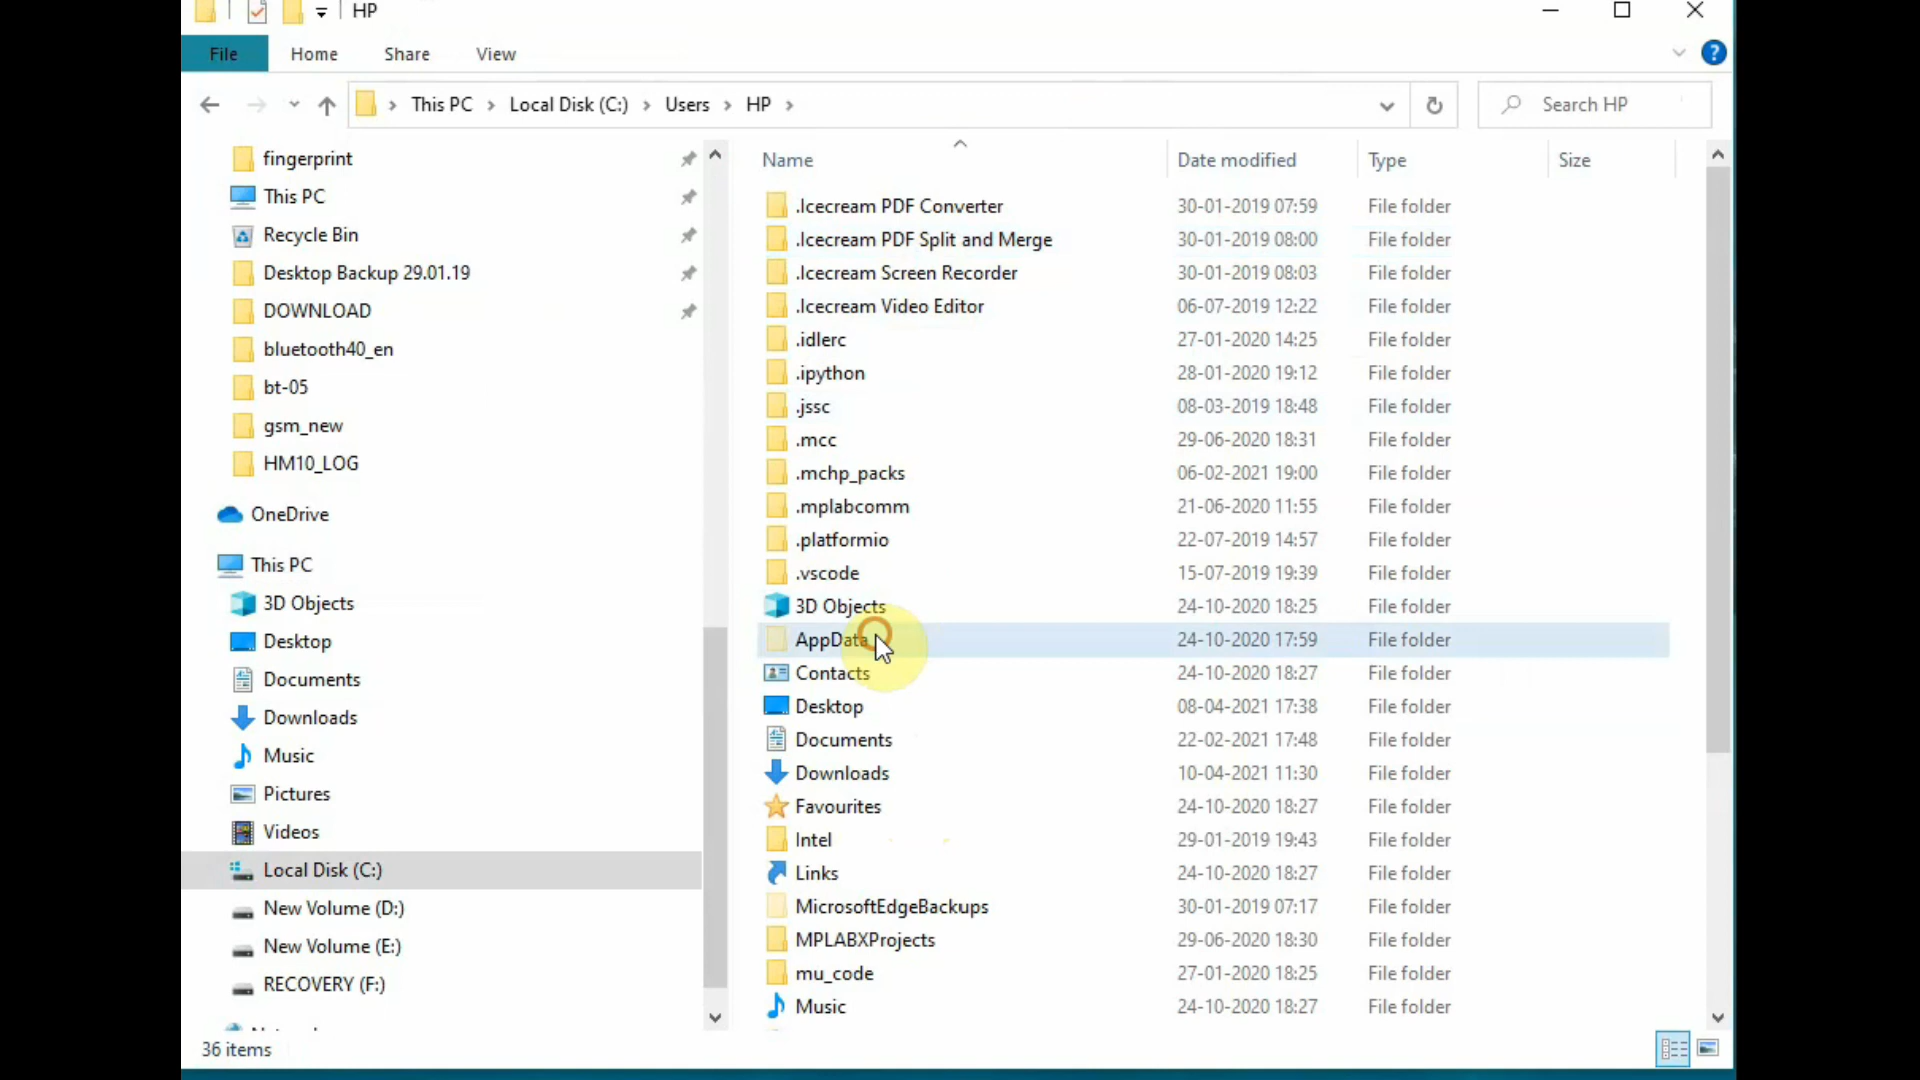 HP
File Home Share View
This PC Local Disk (C:) Users HP
Search HP
fingerprint
This PC
Recycle Bin
Desktop Backup 29.01.19
DOWNLOAD
bluetooth40_en
bt-05
gsm_new
HM10_LOG
OneDrive
This PC
3D Objects
Desktop
Documents
Downloads
Music
Pictures
Videos
Local Disk (C:)
New Volume (D:)
New Volume (E:)
RECOVERY (F:)
Name Date modified Type Size
.Icecream PDF Converter 30-01-2019 07:59 File folder
.Icecream PDF Split and Merge 30-01-2019 08:00 File folder
.Icecream Screen Recorder 30-01-2019 08:03 File folder
.Icecream Video Editor 06-07-2019 12:22 File folder
.idlerc 27-01-2020 14:25 File folder
.ipython 28-01-2020 19:12 File folder
.jssc 08-03-2019 18:48 File folder
.mcc 29-06-2020 18:31 File folder
.mchp_packs 06-02-2021 19:00 File folder
.mplabcomm 21-06-2020 11:55 File folder
.platformio 22-07-2019 14:57 File folder
.vscode 15-07-2019 19:39 File folder
3D Objects 24-10-2020 18:25 File folder
AppData 24-10-2020 17:59 File folder
Contacts 24-10-2020 18:27 File folder
Desktop 08-04-2021 17:38 File folder
Documents 22-02-2021 17:48 File folder
Downloads 10-04-2021 11:30 File folder
Favourites 24-10-2020 18:27 File folder
Intel 29-01-2019 19:43 File folder
Links 24-10-2020 18:27 File folder
MicrosoftEdgeBackups 30-01-2019 07:17 File folder
MPLABXProjects 29-06-2020 18:30 File folder
mu_code 27-01-2020 18:25 File folder
Music 24-10-2020 18:27 File folder
36 items